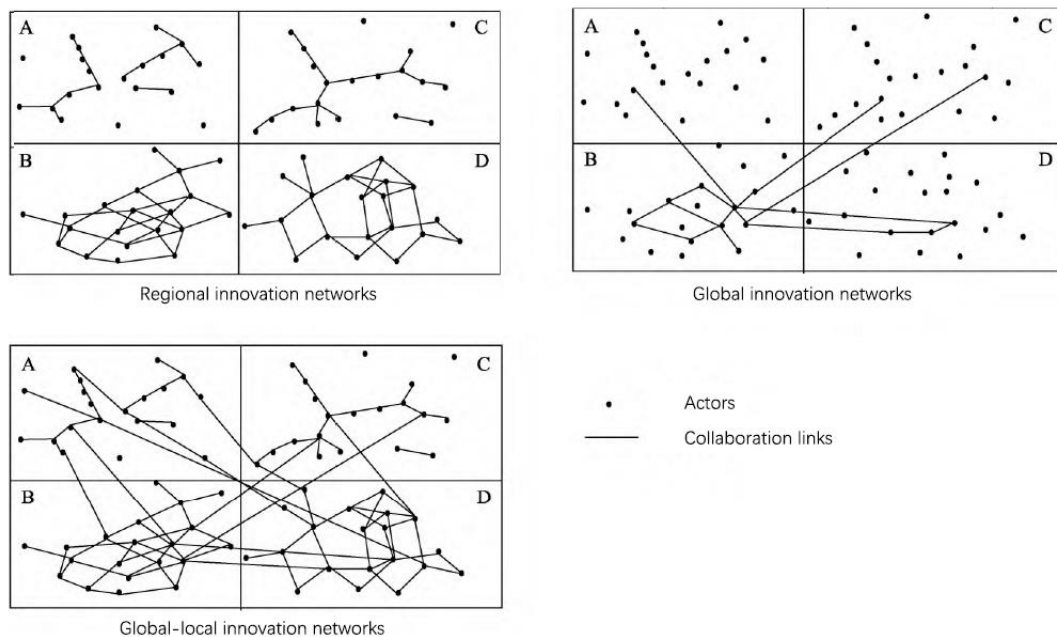 A
C
B
D
Regional innovation networks
A
C
B
D
Global innovation networks
A
C
B
D
Global-local innovation networks
Actors
Collaboration links